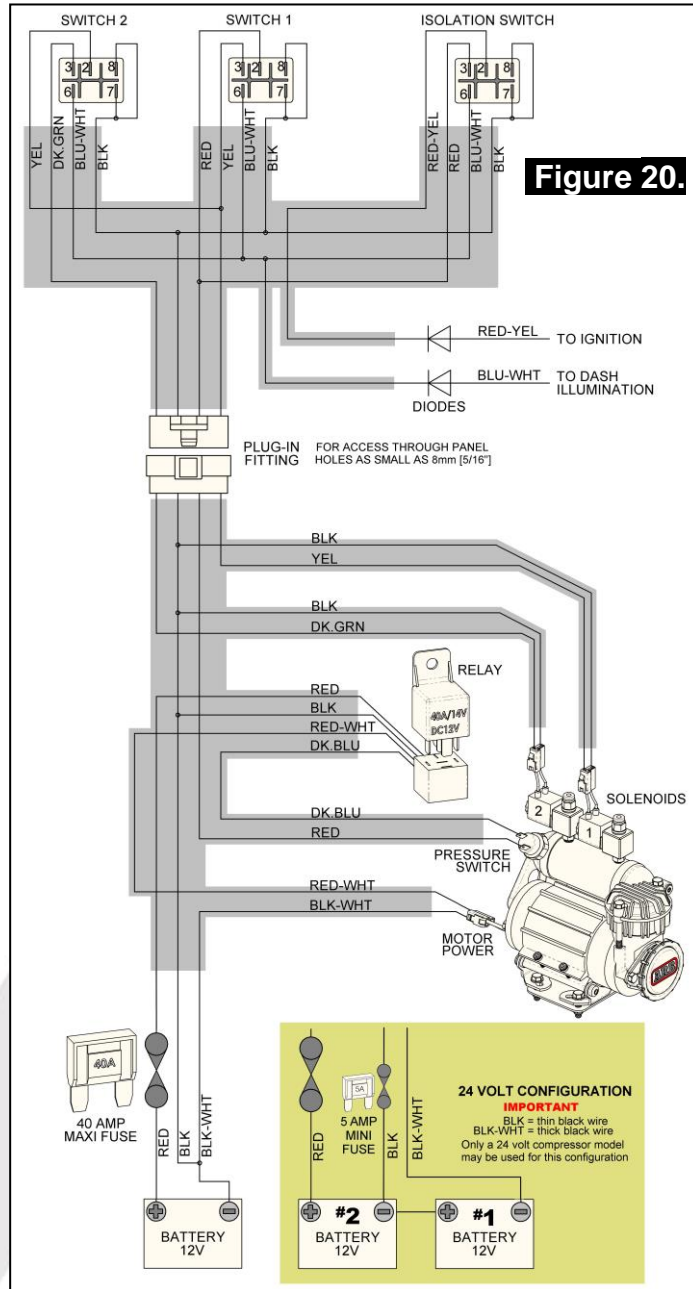 SWITCH 2
SWITCH 1
ISOLATION SWITCH
3 2 8
6 7
3 2 8
6 7
3 2 8
6 7
YEL
DK.GRN
BLU-WHT
BLK
RED
YEL
BLU-WHT
BLK
RED-YEL
RED
BLU-WHT
BLK
Figure 20.
RED-YEL
TO IGNITION
BLU-WHT
TO DASH
ILLUMINATION
DIODES
PLUG-IN
FITTING
FOR ACCESS THROUGH PANEL
HOLES AS SMALL AS 8mm [5/16"]
BLK
YEL
BLK
DK.GRN
RELAY
RED
BLK
RED-WHT
DK.BLU
40A/14V
DC12V
SOLENOIDS
2
1
DK.BLU
RED
PRESSURE
SWITCH
RED-WHT
BLK-WHT
MOTOR
POWER
ARB
40A
40 AMP
MAXI FUSE
RED
BLK
BLK-WHT
BATTERY
12V
5A
5 AMP
MINI
FUSE
RED
BLK
BLK-WHT
24 VOLT CONFIGURATION
IMPORTANT
BLK = thin black wire
BLK-WHT = thick black wire
Only a 24 volt compressor model
may be used for this configuration
#2
BATTERY
12V
#1
BATTERY
12V